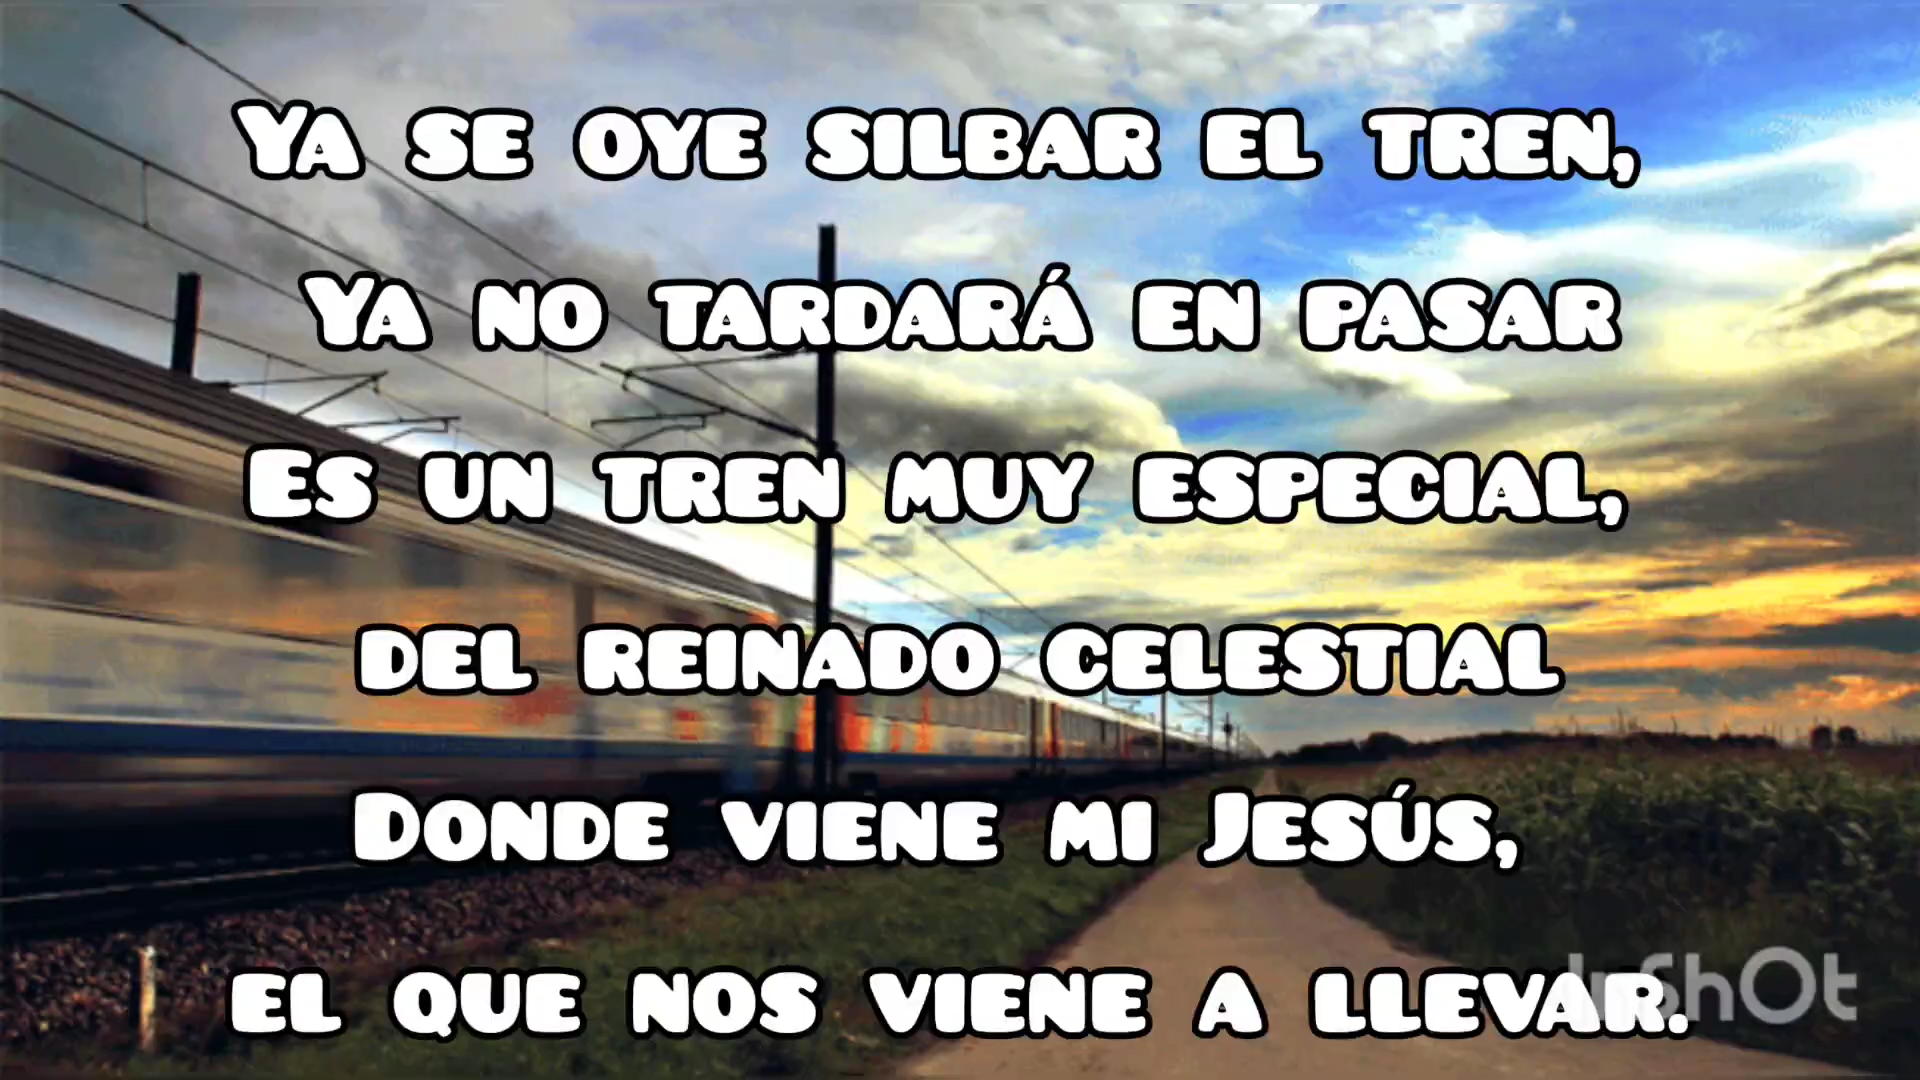 Ya se oye silbar el tren,
Ya no tardará en pasar
Es un tren muy especial,
del reinado celestial
Donde viene mi Jesús,
el que nos viene a llevar.
InShOt